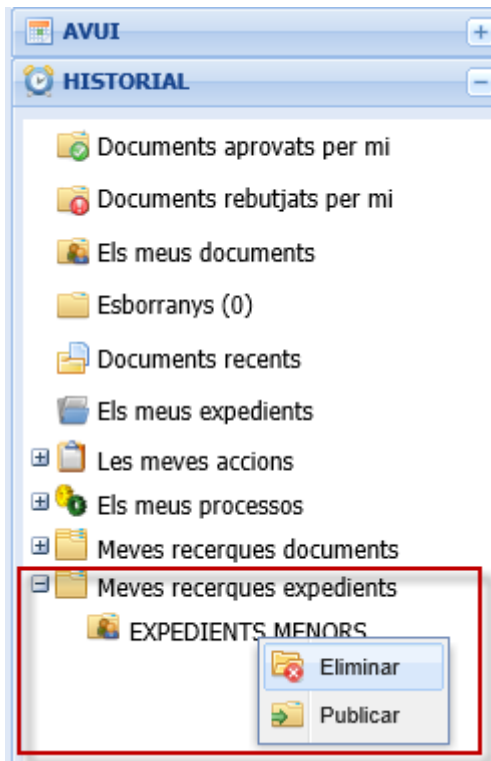 AVUI
HISTORIAL
Documents aprovats per mi
Documents rebutjats per mi
Els meus documents
Esborranys (0)
Documents recents
Els meus expedients
Les meves accions
Els meus processos
Meves recerques documents
Meves recerques expedients
EXPEDIENTS MENORS
Eliminar
Publicar